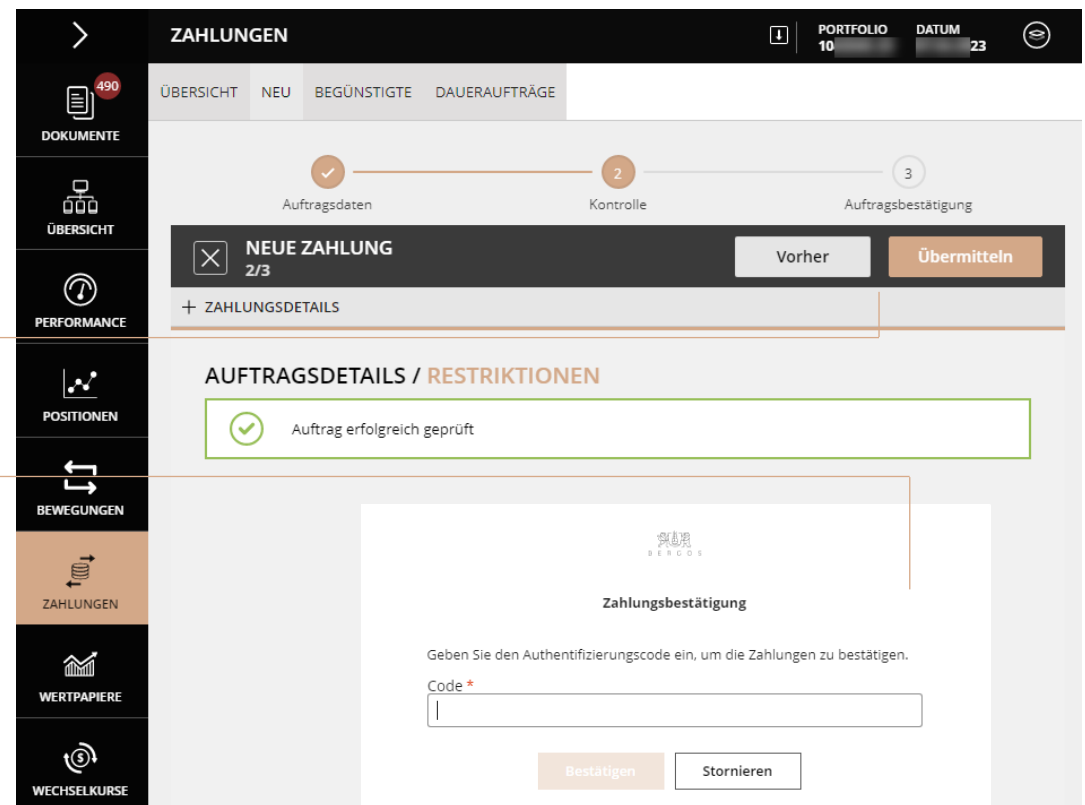 ZAHLUNGEN
PORTFOLIO
10
DATUM
23
490
DOKUMENTE
ÜBERSICHT
PERFORMANCE
POSITIONEN
BEWEGUNGEN
ZAHLUNGEN
WERTPAPIERE
WECHSELKURSE
ÜBERSICHT NEU BEGÜNSTIGTE DAUERAUFTRÄGE
2 3
Auftragsdaten Kontrolle Auftragsbestätigung
NEUE ZAHLUNG
2/3
Vorher Übermitteln
+ ZAHLUNGSDETAILS
AUFTRAGSDETAILS / RESTRIKTIONEN
Auftrag erfolgreich geprüft
BERGOS
Zahlungsbestätigung
Geben Sie den Authentifizierungscode ein, um die Zahlungen zu bestätigen.
Code *
Bestätigen Stornieren